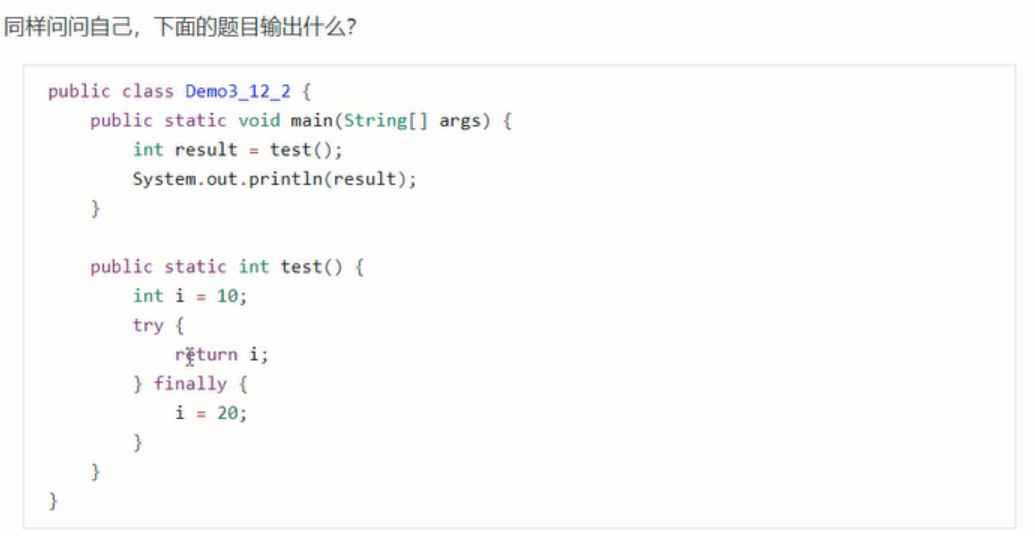 同样问问自己，下面的题目输出什么？
public class Demo3_12_2 {
    public static void main(String[] args) {
        int result = test();
        System.out.println(result);
    }
    public static int test() {
        int i = 10;
        try {
            return i;
        } finally {
            i = 20;
        }
    }
}